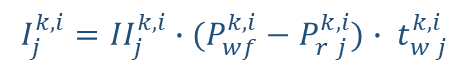 I_j^{k,i} = II_j^{k,i} · (P_{wf}^{k,i} − P_{r j}^{k,i}) · t_{w j}^{k,i}